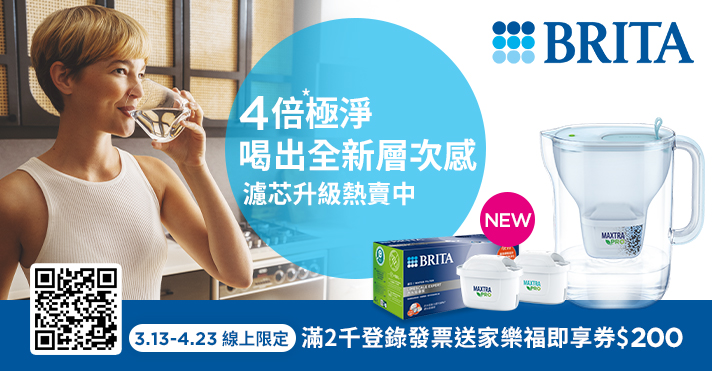 BRITA
4倍極淨*
喝出全新層次感
濾芯升級熱賣中
NEW
MAXTRA
PRO
BRITA
MAXTRA
PRO
MAXTRA
PRO
3.13-4.23 線上限定
滿2千登錄發票送家樂福即享券$200